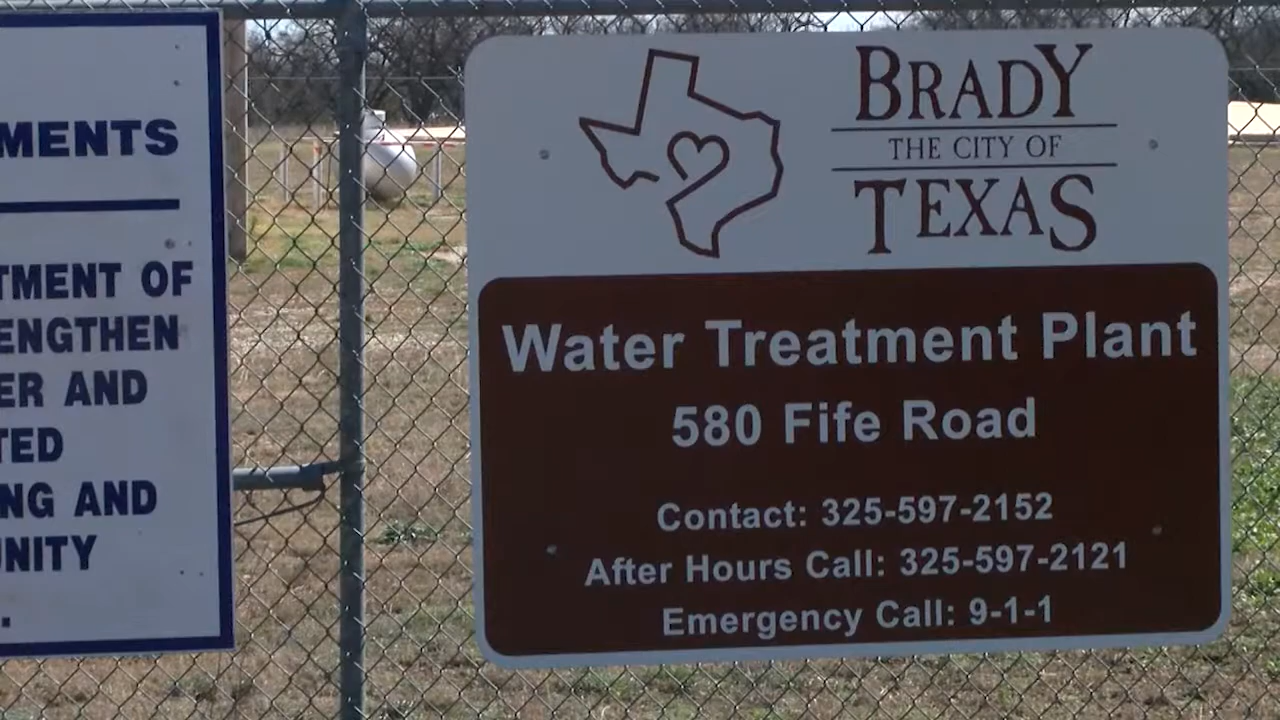 MENTS
TMENT OF
ENGTHEN
ER AND
TED
NG AND
UNITY
.
BRADY
THE CITY OF
TEXAS
Water Treatment Plant
580 Fife Road
Contact: 325-597-2152
After Hours Call: 325-597-2121
Emergency Call: 9-1-1